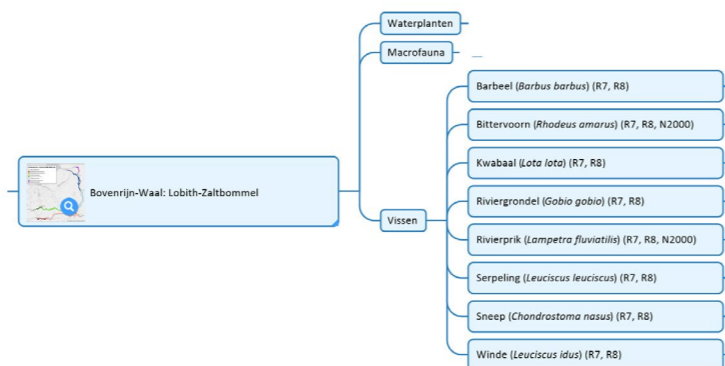 Waterplanten
Macrofauna
Barbeel (Barbus barbus) (R7, R8)
Bittervoorn (Rhodeus amarus) (R7, R8, N2000)
Kwabaal (Lota lota) (R7, R8)
Bovenrijn-Waal: Lobith-Zaltbommel
Vissen
Riviergrondel (Gobio gobio) (R7, R8)
Rivierprik (Lampetra fluviatilis) (R7, R8, N2000)
Serpeling (Leuciscus leuciscus) (R7, R8)
Sneep (Chondrostoma nasus) (R7, R8)
Winde (Leuciscus idus) (R7, R8)